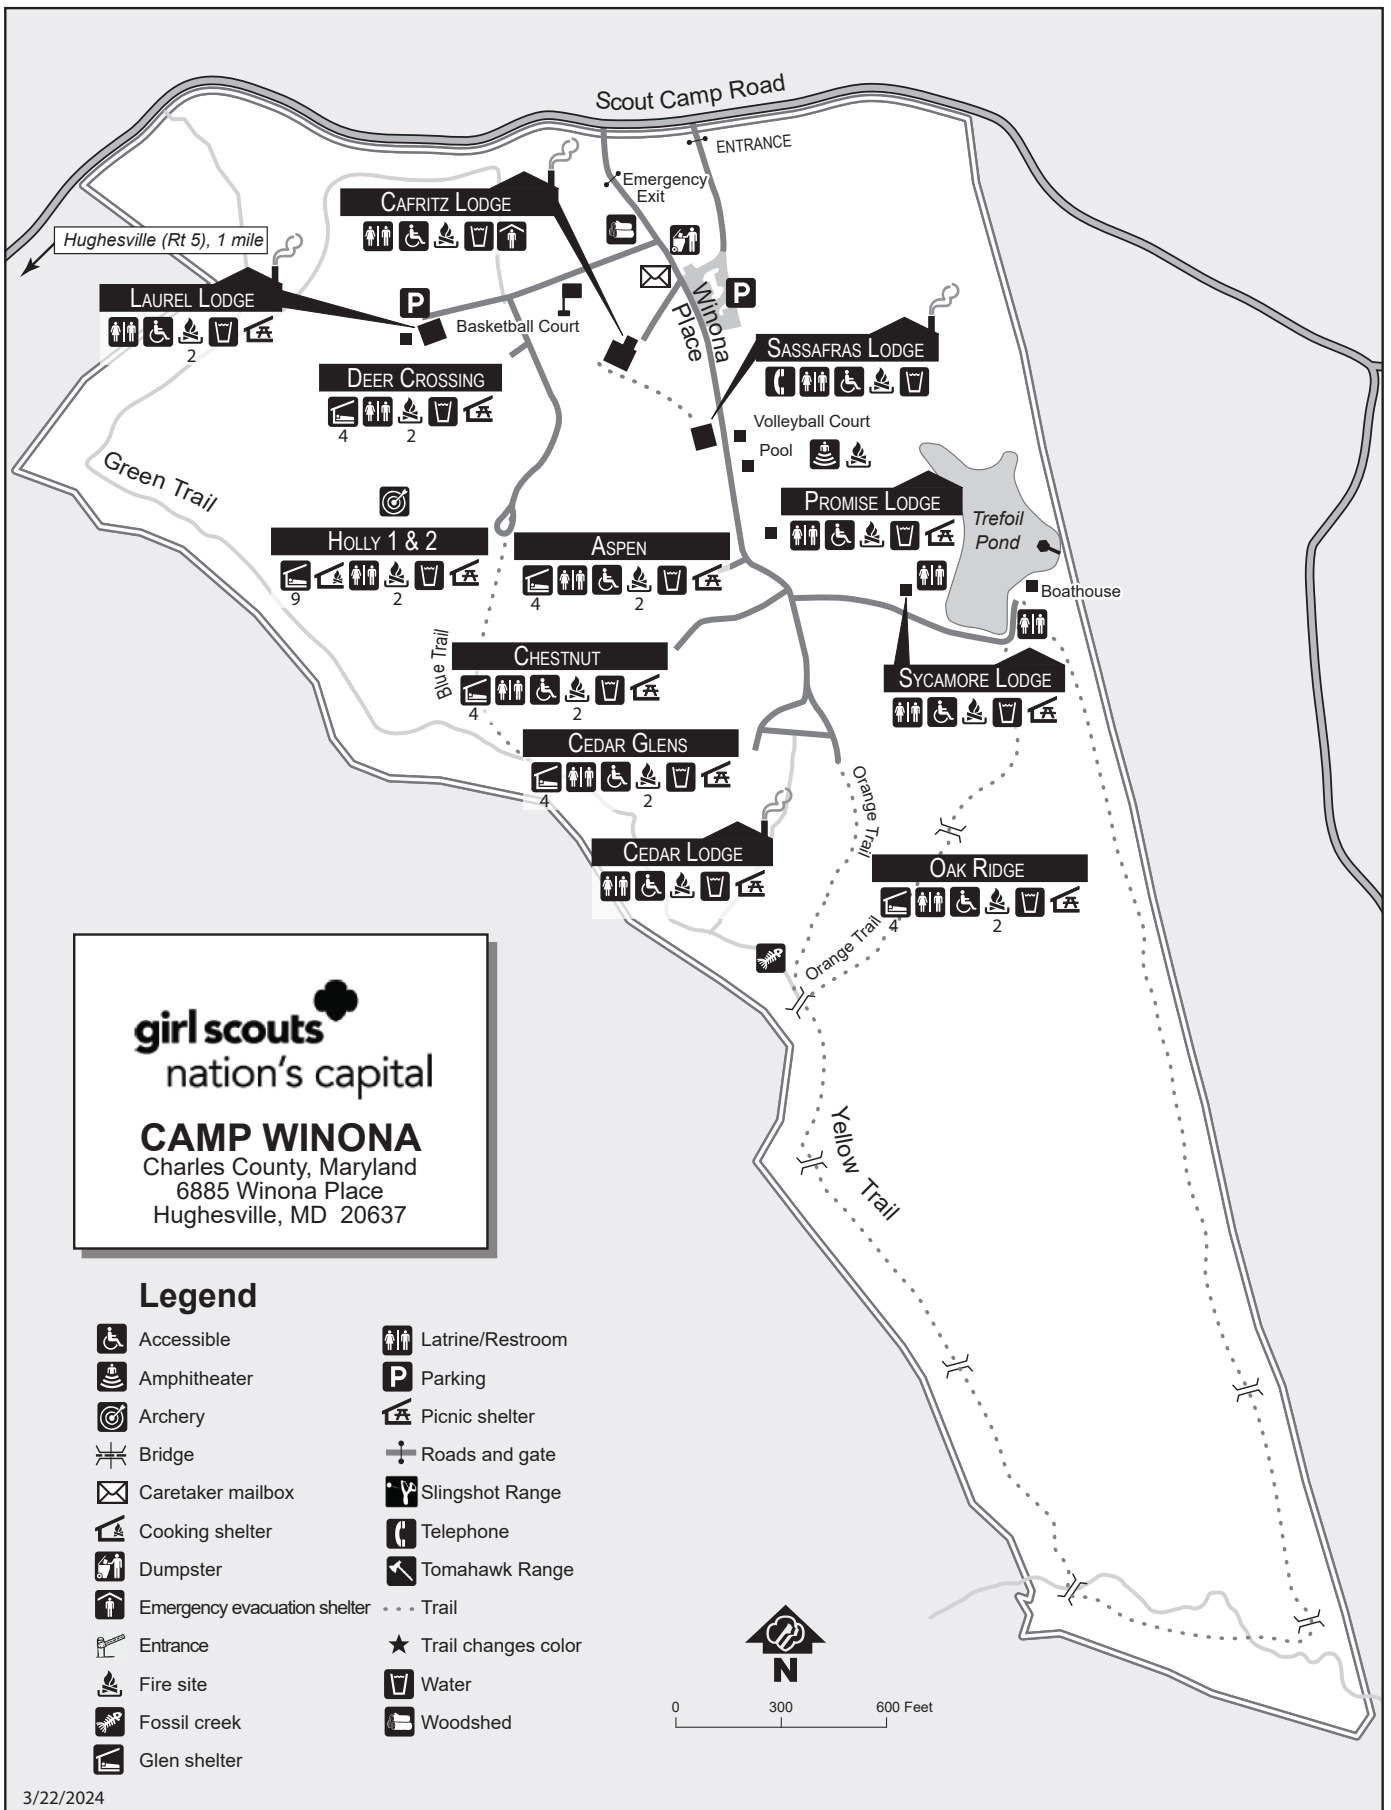 Scout Camp Road
ENTRANCE
Emergency
Exit
CAFRITZ LODGE
Hughesville (Rt 5), 1 mile
LAUREL LODGE
2
P
Basketball Court
Winona
Place
P
SASSAFRAS LODGE
DEER CROSSING
4
2
Volleyball Court
Pool
Green Trail
PROMISE LODGE
Trefoil
Pond
HOLLY 1 & 2
9
2
ASPEN
4
2
Boathouse
Blue Trail
CHESTNUT
4
2
SYCAMORE LODGE
CEDAR GLENS
4
2
Orange Trail
CEDAR LODGE
OAK RIDGE
4
2
Orange Trail
girl scouts
nation's capital
CAMP WINONA
Charles County, Maryland
6885 Winona Place
Hughesville, MD 20637
Yellow Trail
Legend
Accessible
Amphitheater
Archery
Bridge
Caretaker mailbox
Cooking shelter
Dumpster
Emergency evacuation shelter
Entrance
Fire site
Fossil creek
Glen shelter
Latrine/Restroom
P Parking
Picnic shelter
Roads and gate
Slingshot Range
Telephone
Tomahawk Range
Trail
Trail changes color
Water
Woodshed
N
0 300 600 Feet
3/22/2024